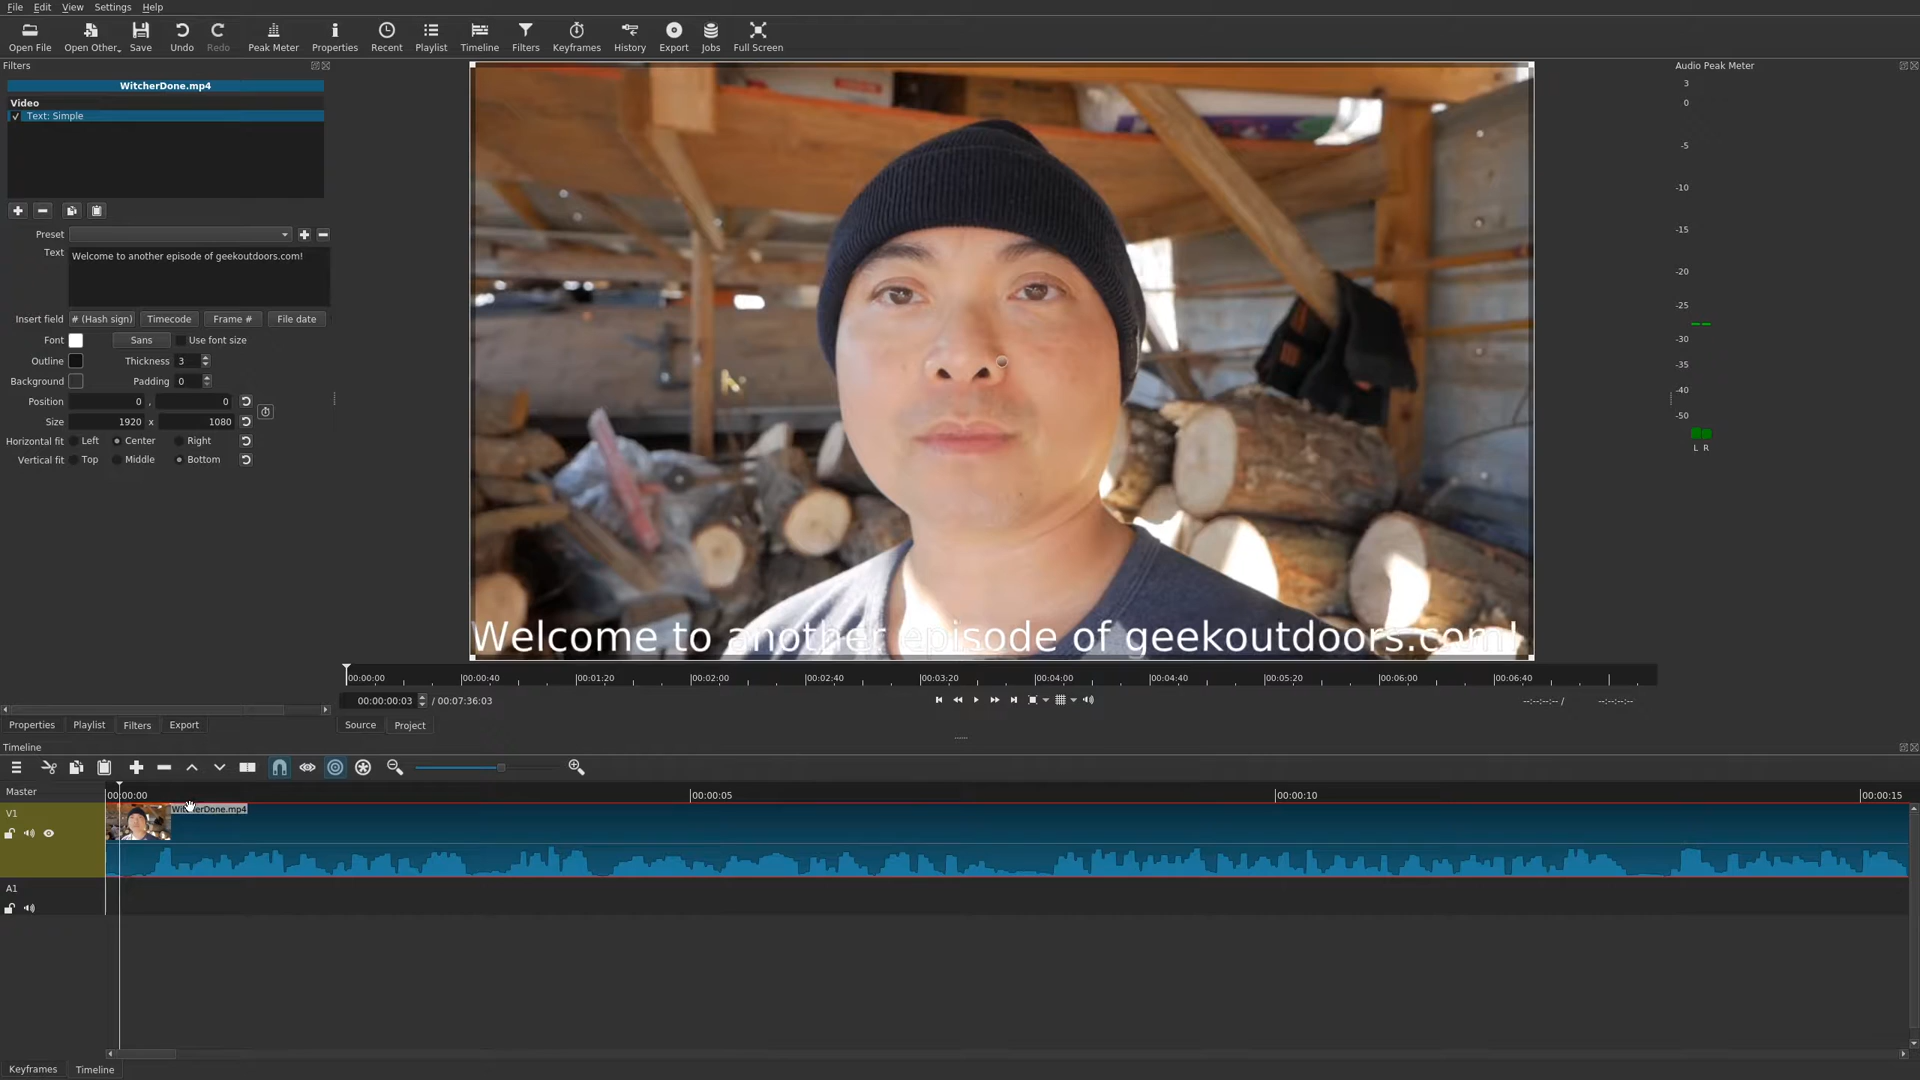 File Edit View Settings Help
Open File Open Other.. Save Undo Redo Peak Meter Properties Recent Playlist Timeline Filters Keyframes History Export Jobs Full Screen
Filters
WitcherDone.mp4
Video
✓ Text: Simple
Preset
Text Welcome to another episode of geekoutdoors.com!
Insert field # (Hash sign) Timecode Frame # File date
Font Sans Use font size
Outline Thickness 3
Background Padding 0
Position 0 , 0
Size 1920 x 1080
Horizontal fit Left Center Right
Vertical fit Top Middle Bottom
Welcome to another episode of geekoutdoors.com!
Audio Peak Meter
3
0
-5
-10
-15
-20
-25
-30
-35
-40
-50
L R
00:00:00 00:00:40 00:01:20 00:02:00 00:02:40 00:03:20 00:04:00 00:04:40 00:05:20 00:06:00 00:06:40
00:00:00:03 / 00:07:36:03 --:--:--:-- / --:--:--:--
Properties Playlist Filters Export Source Project
Timeline
Master 00:00:00 00:00:05 00:00:10 00:00:15
V1 WitcherDone.mp4
A1
Keyframes Timeline